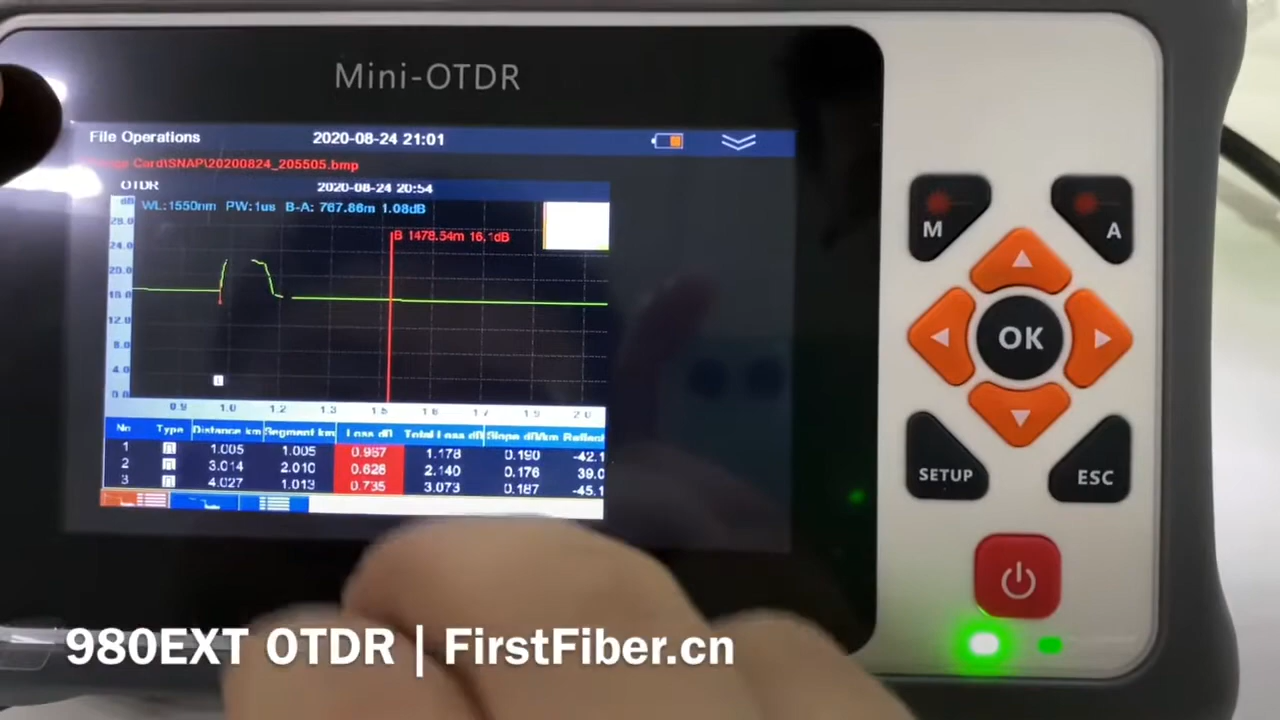 Mini-OTDR
File Operations 2020-08-24 21:01
Card\SNAP\20200824_205505.bmp
OTDR 2020-08-24 20:54
dB WL:1550nm PW:1us B-A: 767.86m 1.08dB
28.0
24.0
20.0
16.0
12.0
8.0
4.0
0.0
B 1478.54m 16.1dB
0.9 1.0 1.2 1.3 1.5 1.6 1.7 1.9 2.0
No Type Distance km Segment km Loss dB Total Loss dB Slope dB/km Reflect
1 1.005 1.005 0.967 1.178 0.190 -42.1
2 3.014 2.010 0.628 2.140 0.176 39.0
3 4.027 1.013 0.735 3.073 0.187 -45.1
M
A
OK
SETUP
ESC
980EXT OTDR | FirstFiber.cn